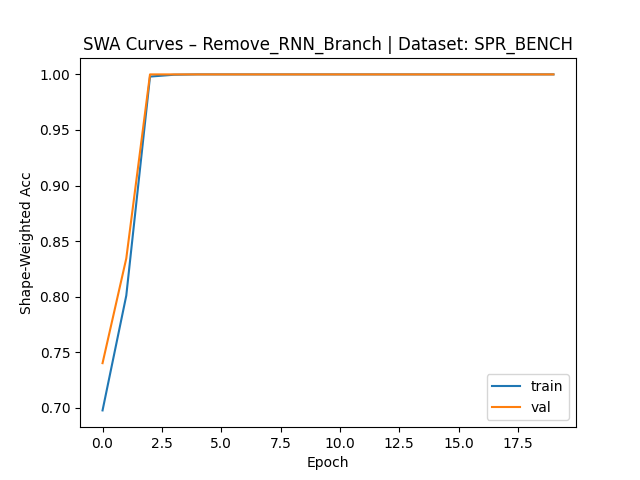 SWA Curves – Remove_RNN_Branch | Dataset: SPR_BENCH
1.00
0.95
0.90
0.85
0.80
0.75
0.70
Shape-Weighted Acc
train
val
0.0 2.5 5.0 7.5 10.0 12.5 15.0 17.5
Epoch